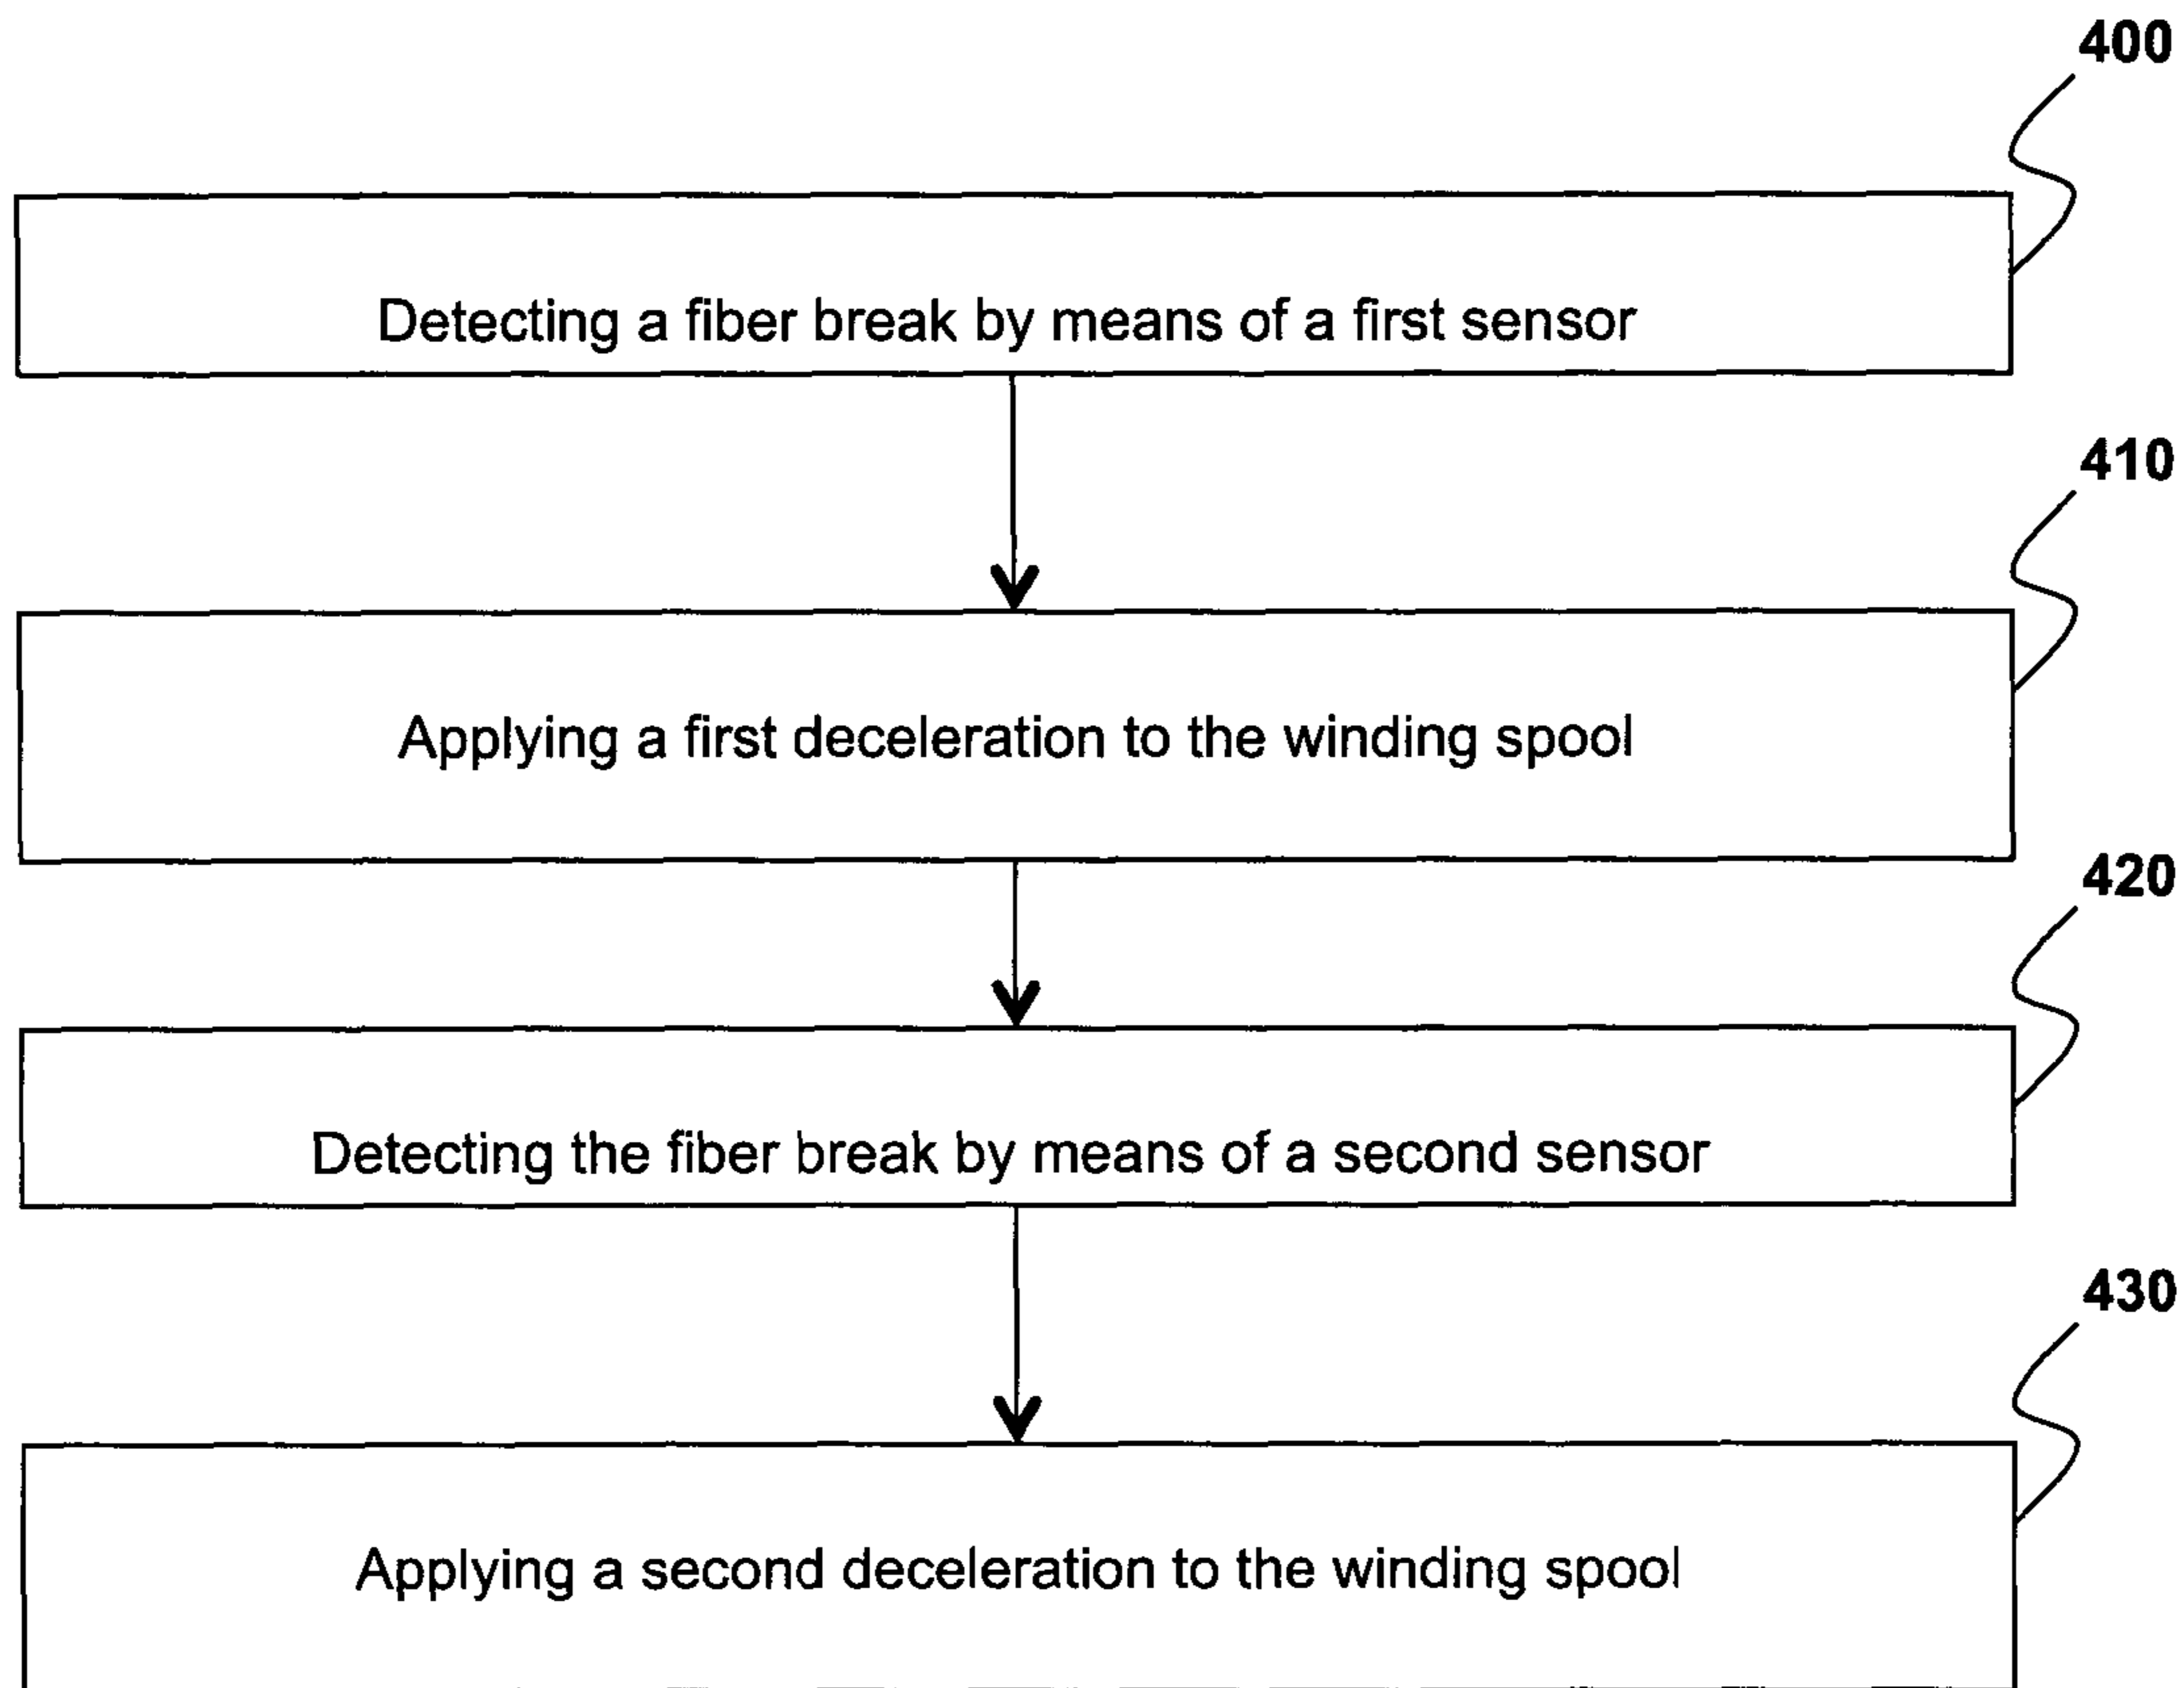 400
Detecting a fiber break by means of a first sensor
410
Applying a first deceleration to the winding spool
420
Detecting the fiber break by means of a second sensor
430
Applying a second deceleration to the winding spool